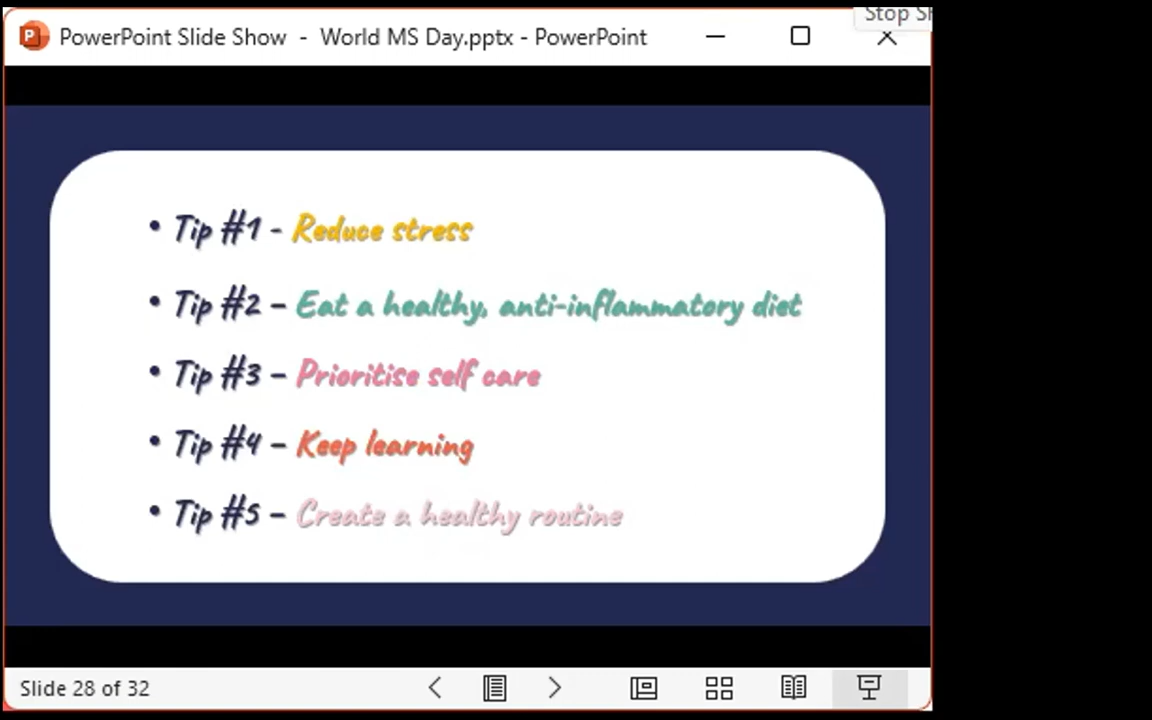 Stop S
PowerPoint Slide Show - World MS Day.pptx - PowerPoint
• Tip #1 - Reduce stress
• Tip #2 – Eat a healthy, anti-inflammatory diet
• Tip #3 – Prioritise self care
• Tip #4 – Keep learning
• Tip #5 – Create a healthy routine
Slide 28 of 32